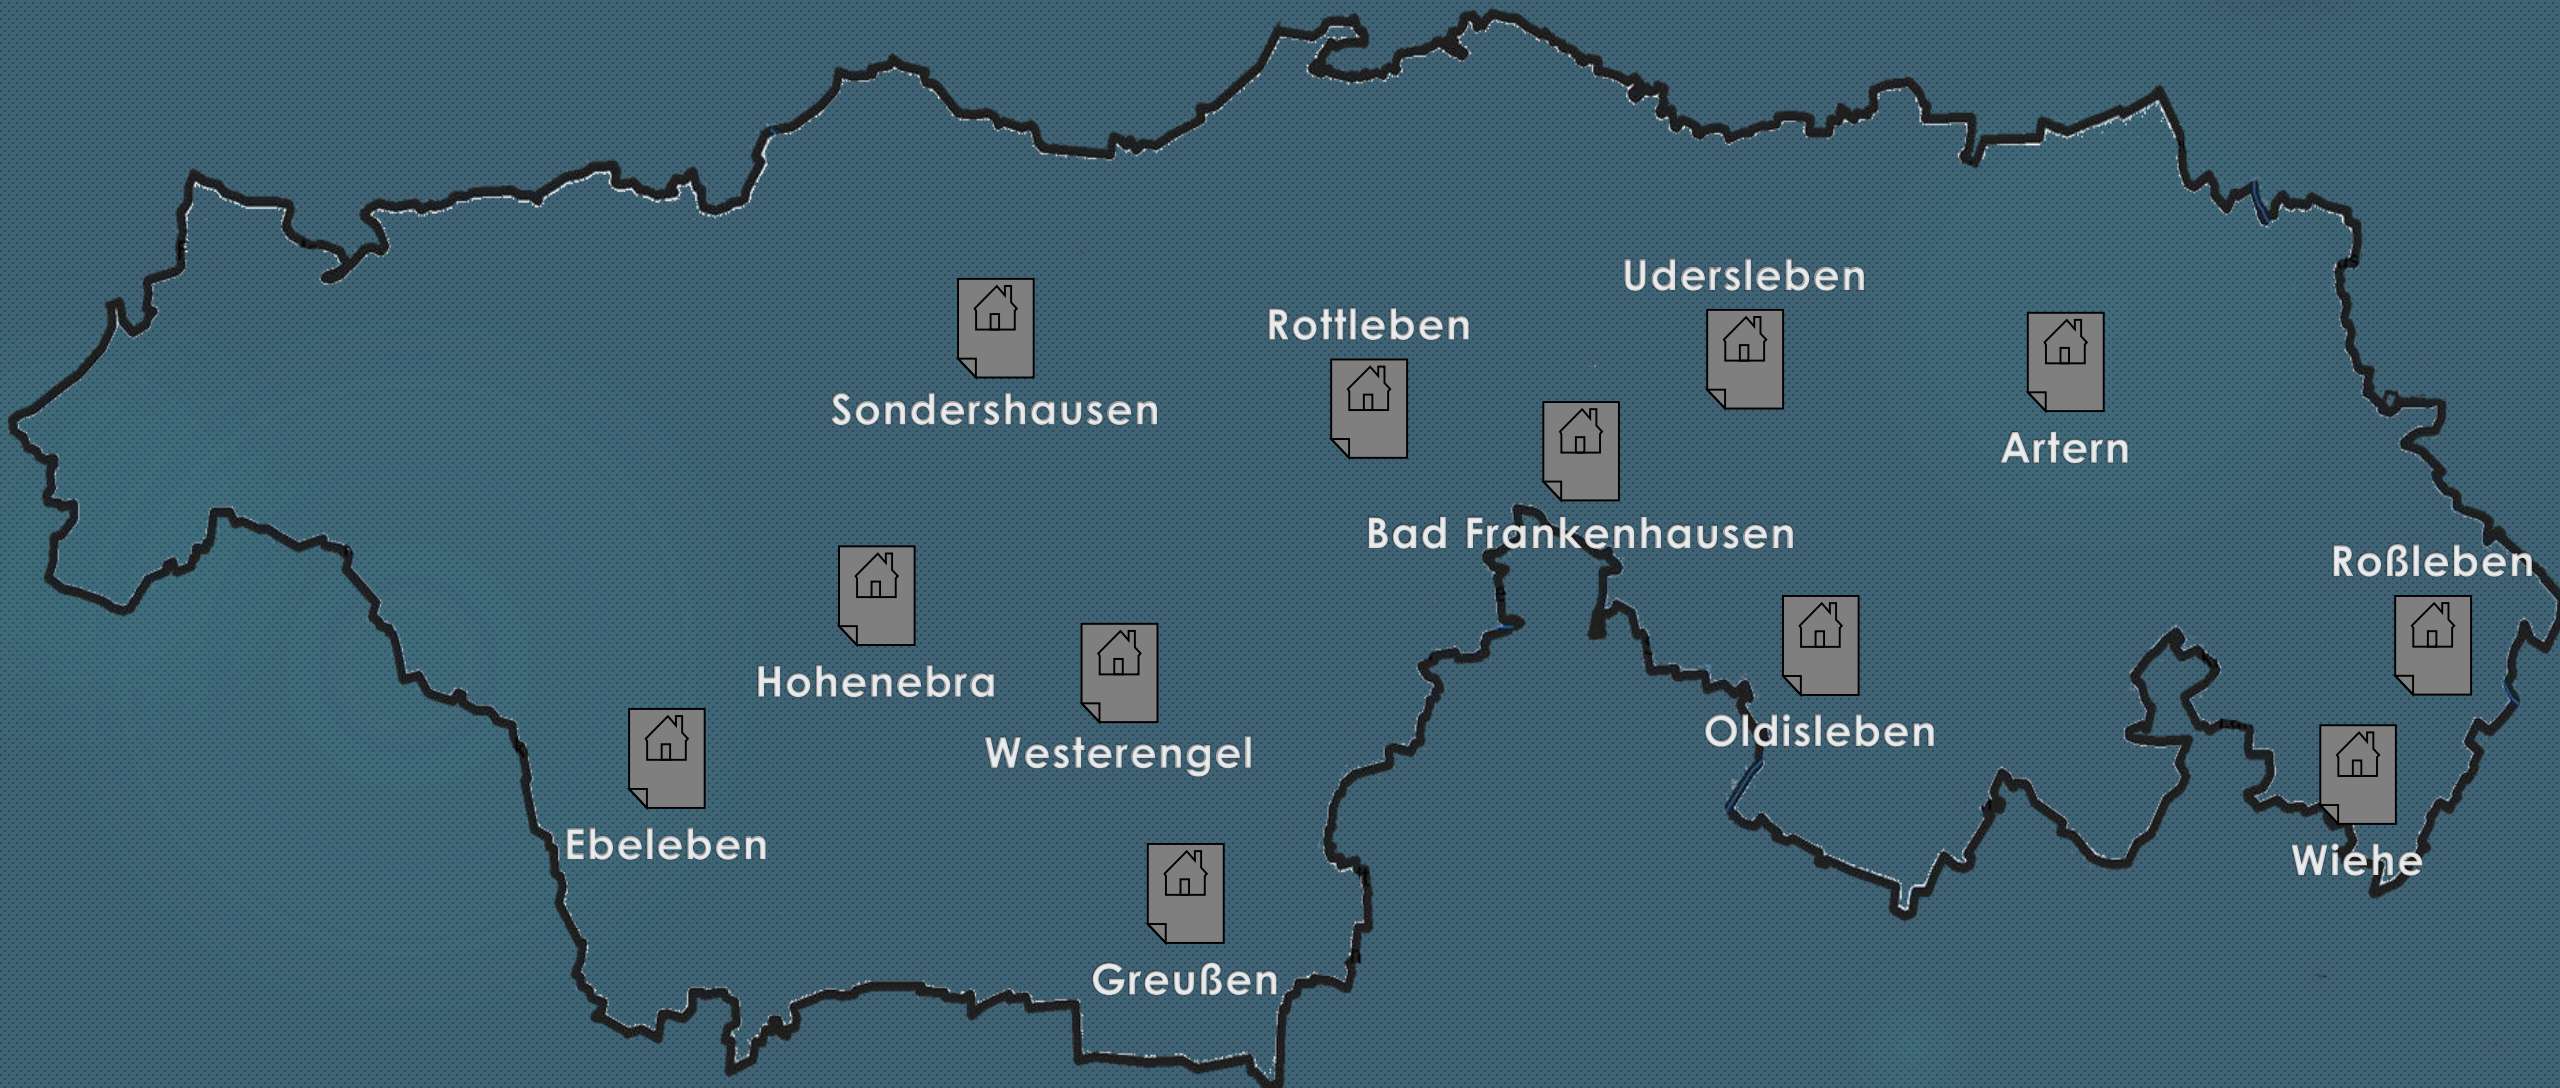 Udersleben
Rottleben
Sondershausen
Artern
Bad Frankenhausen
Roßleben
Hohenebra
Oldisleben
Westerengel
Ebeleben
Wiehe
Greußen